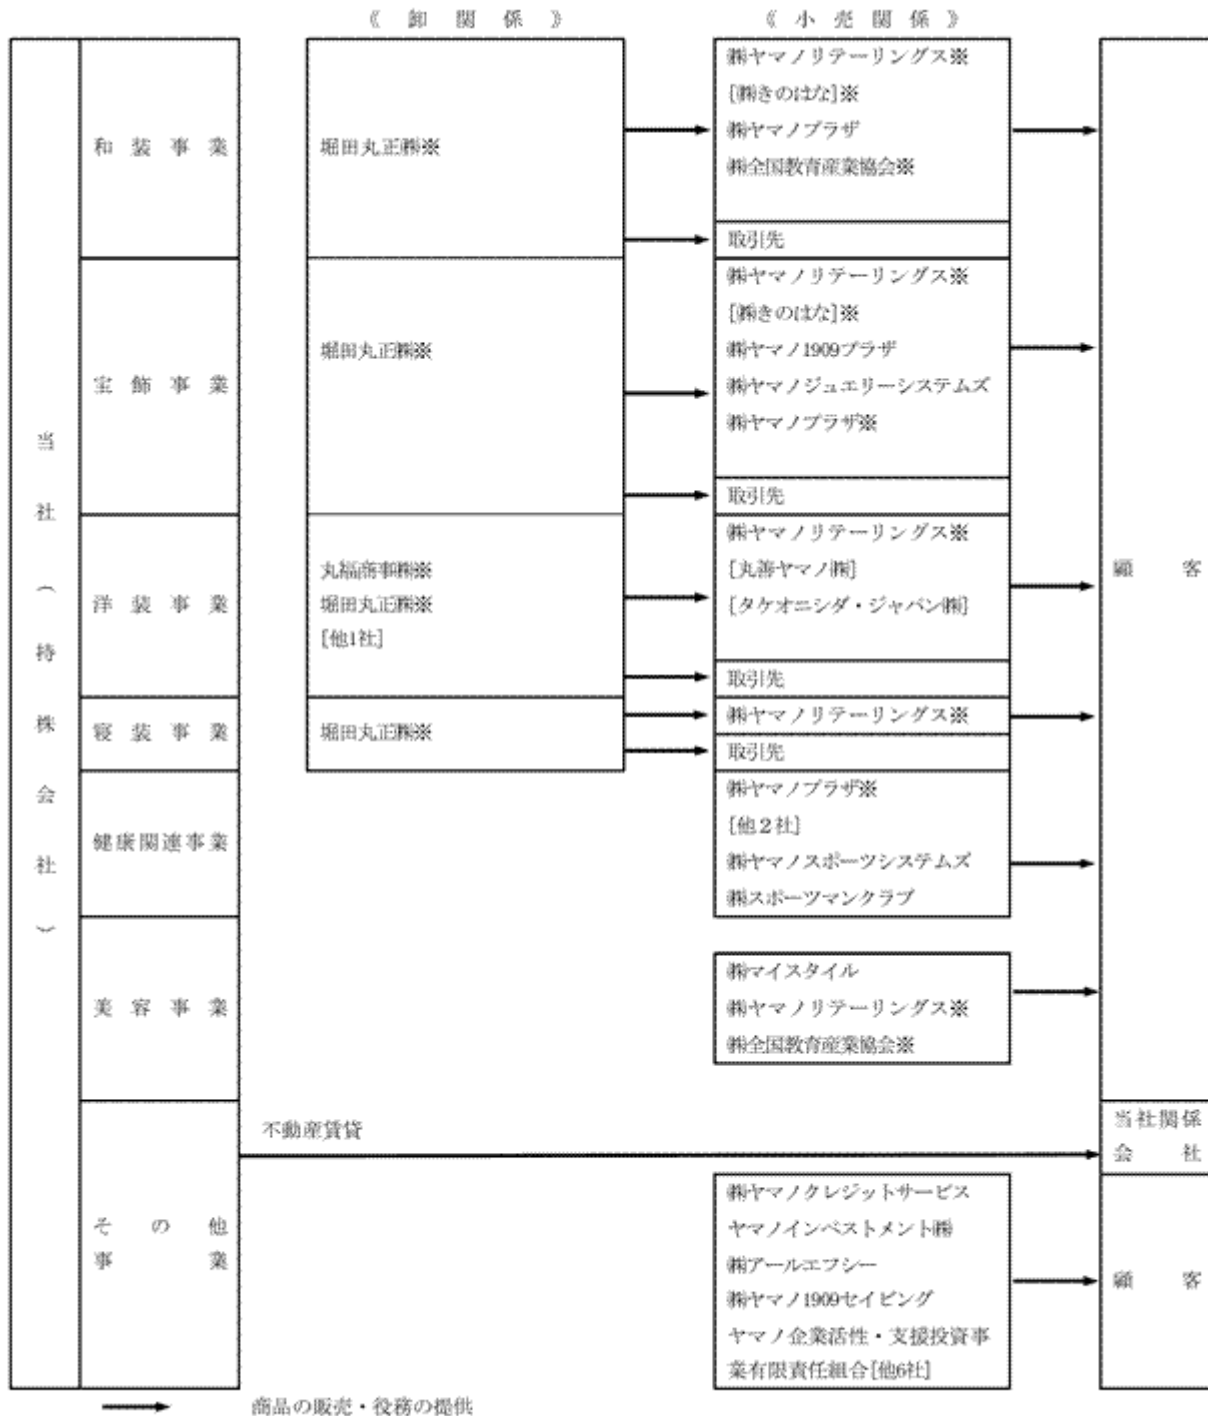 《 卸 関 係 》
《 小 売 関 係 》
当社(持株会社)
和装事業
堀田丸正㈱※
㈱ヤマノリテーリングス※
[㈱きのはな]※
㈱ヤマノプラザ
㈱全国教育産業協会※
取引先
宝飾事業
堀田丸正㈱※
㈱ヤマノリテーリングス※
[㈱きのはな]※
㈱ヤマノ1909プラザ
㈱ヤマノジュエリーシステムズ
㈱ヤマノプラザ※
取引先
洋装事業
丸福商事㈱※
堀田丸正㈱※
[他1社]
㈱ヤマノリテーリングス※
[丸善ヤマノ㈱]
[タケオニシダ・ジャパン㈱]
取引先
寝装事業
堀田丸正㈱※
㈱ヤマノリテーリングス※
取引先
健康関連事業
㈱ヤマノプラザ※
[他２社]
㈱ヤマノスポーツシステムズ
㈱スポーツマンクラブ
美容事業
㈱マイスタイル
㈱ヤマノリテーリングス※
㈱全国教育産業協会※
顧客
その他
事業
不動産賃貸
当社関係
会社
㈱ヤマノクレジットサービス
ヤマノインベストメント㈱
㈱アールエフシー
㈱ヤマノ1909セイビング
ヤマノ企業活性・支援投資事
業有限責任組合[他6社]
顧客
商品の販売・役務の提供